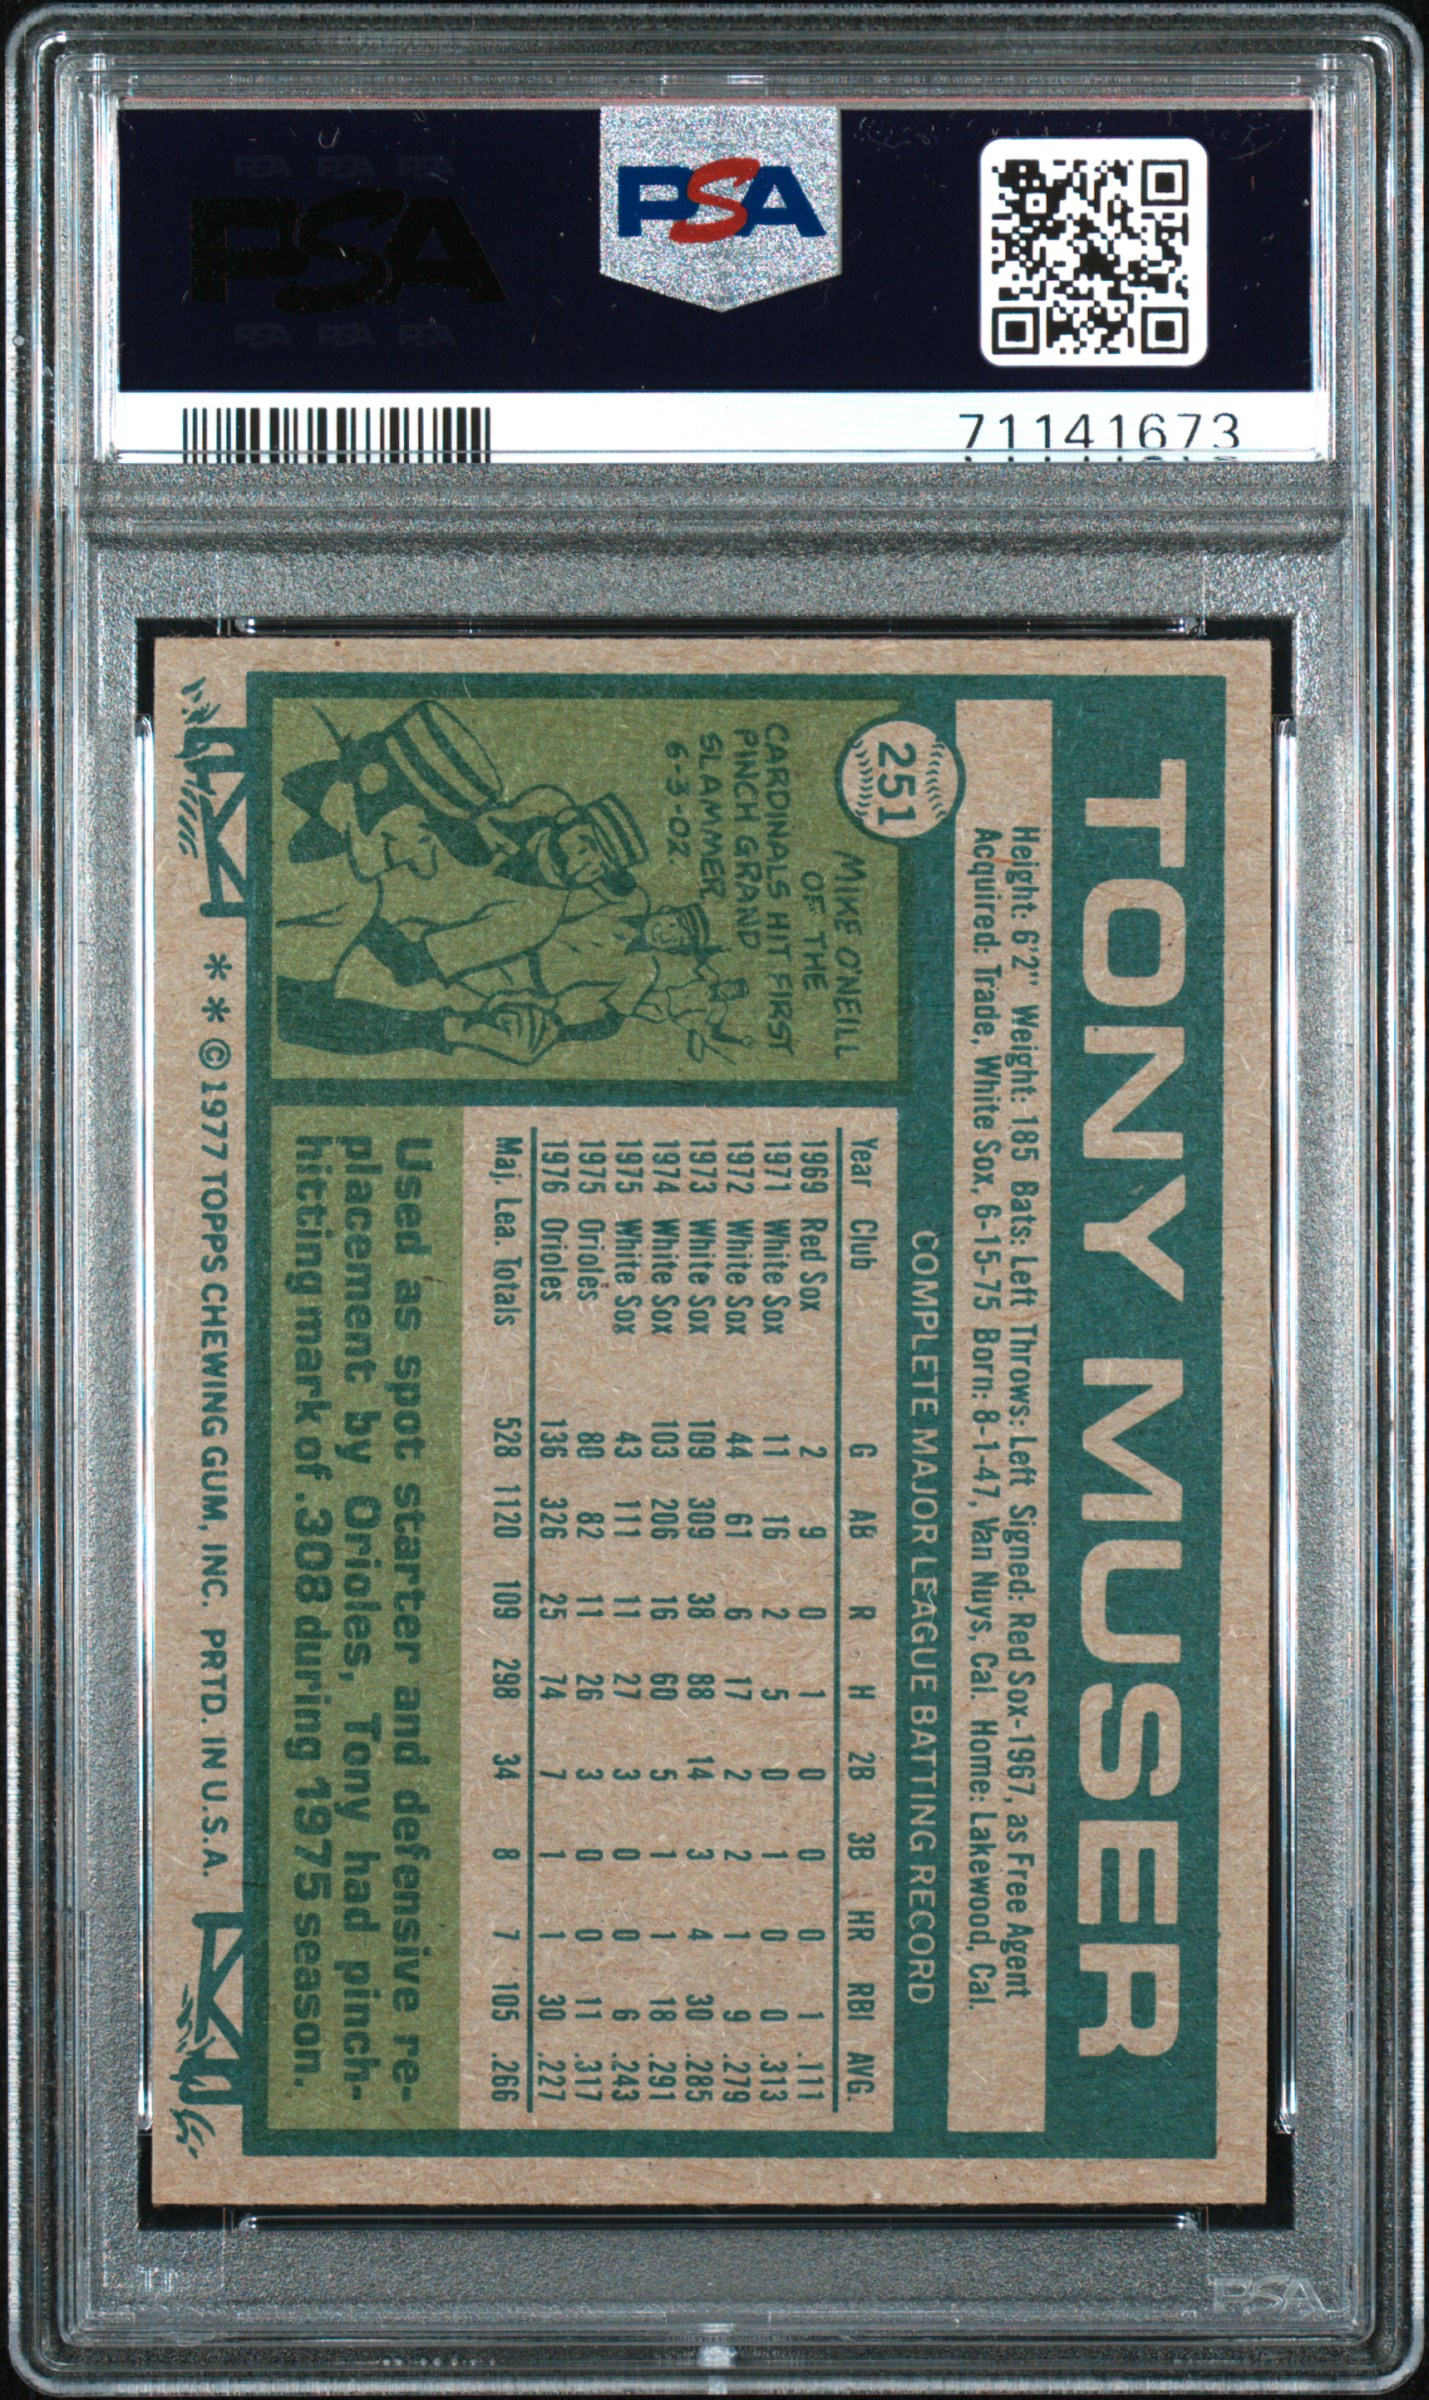 PSA PSA PSA
PSA
PSA PSA PSA
PSA
71141673
TONY MUSER
251
Height: 6'2" Weight: 185 Bats: Left Throws: Left Signed: Red Sox-1967, as Free Agent
Acquired: Trade, White Sox, 6-15-75 Born: 8-1-47, Van Nuys, Cal. Home: Lakewood, Cal.
MIKE O'NEILL
OF THE
CARDINALS HIT FIRST
PINCH GRAND
SLAMMER
6-3-02
COMPLETE MAJOR LEAGUE BATTING RECORD
Year Club G AB R H 2B 3B HR RBI AVG.
1969 Red Sox 2 9 0 1 0 0 0 1 .111
1971 White Sox 11 16 2 5 0 1 0 0 .313
1972 White Sox 44 61 6 17 2 2 1 9 .279
1973 White Sox 109 309 38 88 14 3 4 30 .285
1974 White Sox 103 206 16 60 5 1 1 18 .291
1975 White Sox 43 111 11 27 3 0 0 6 .243
1975 Orioles 80 82 11 26 3 0 0 11 .317
1976 Orioles 136 326 25 74 7 1 1 30 .227
Maj. Lea. Totals 528 1120 109 298 34 8 7 105 .266
Used as spot starter and defensive re-
placement by Orioles, Tony had pinch-
hitting mark of .308 during 1975 season.
* * © 1977 TOPPS CHEWING GUM, INC. PRTD. IN U.S.A.
PSA